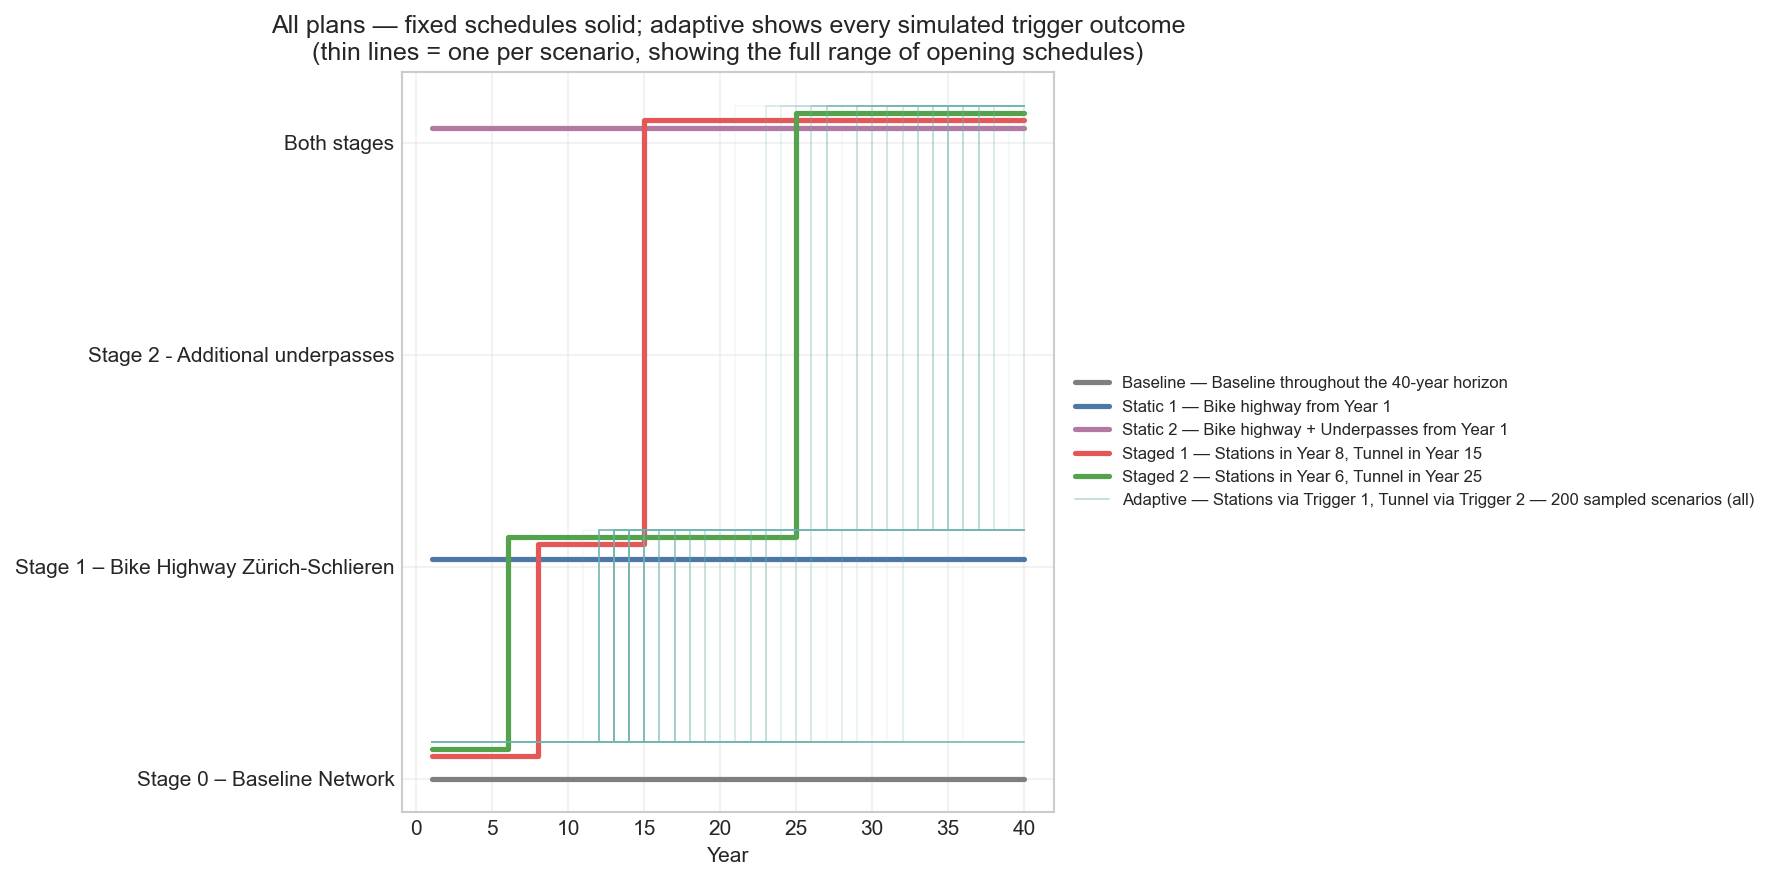 All plans — fixed schedules solid; adaptive shows every simulated trigger outcome
(thin lines = one per scenario, showing the full range of opening schedules)
Both stages
Stage 2 - Additional underpasses
Stage 1 – Bike Highway Zürich-Schlieren
Stage 0 – Baseline Network
0 5 10 15 20 25 30 35 40
Year
Baseline — Baseline throughout the 40-year horizon
Static 1 — Bike highway from Year 1
Static 2 — Bike highway + Underpasses from Year 1
Staged 1 — Stations in Year 8, Tunnel in Year 15
Staged 2 — Stations in Year 6, Tunnel in Year 25
Adaptive — Stations via Trigger 1, Tunnel via Trigger 2 — 200 sampled scenarios (all)